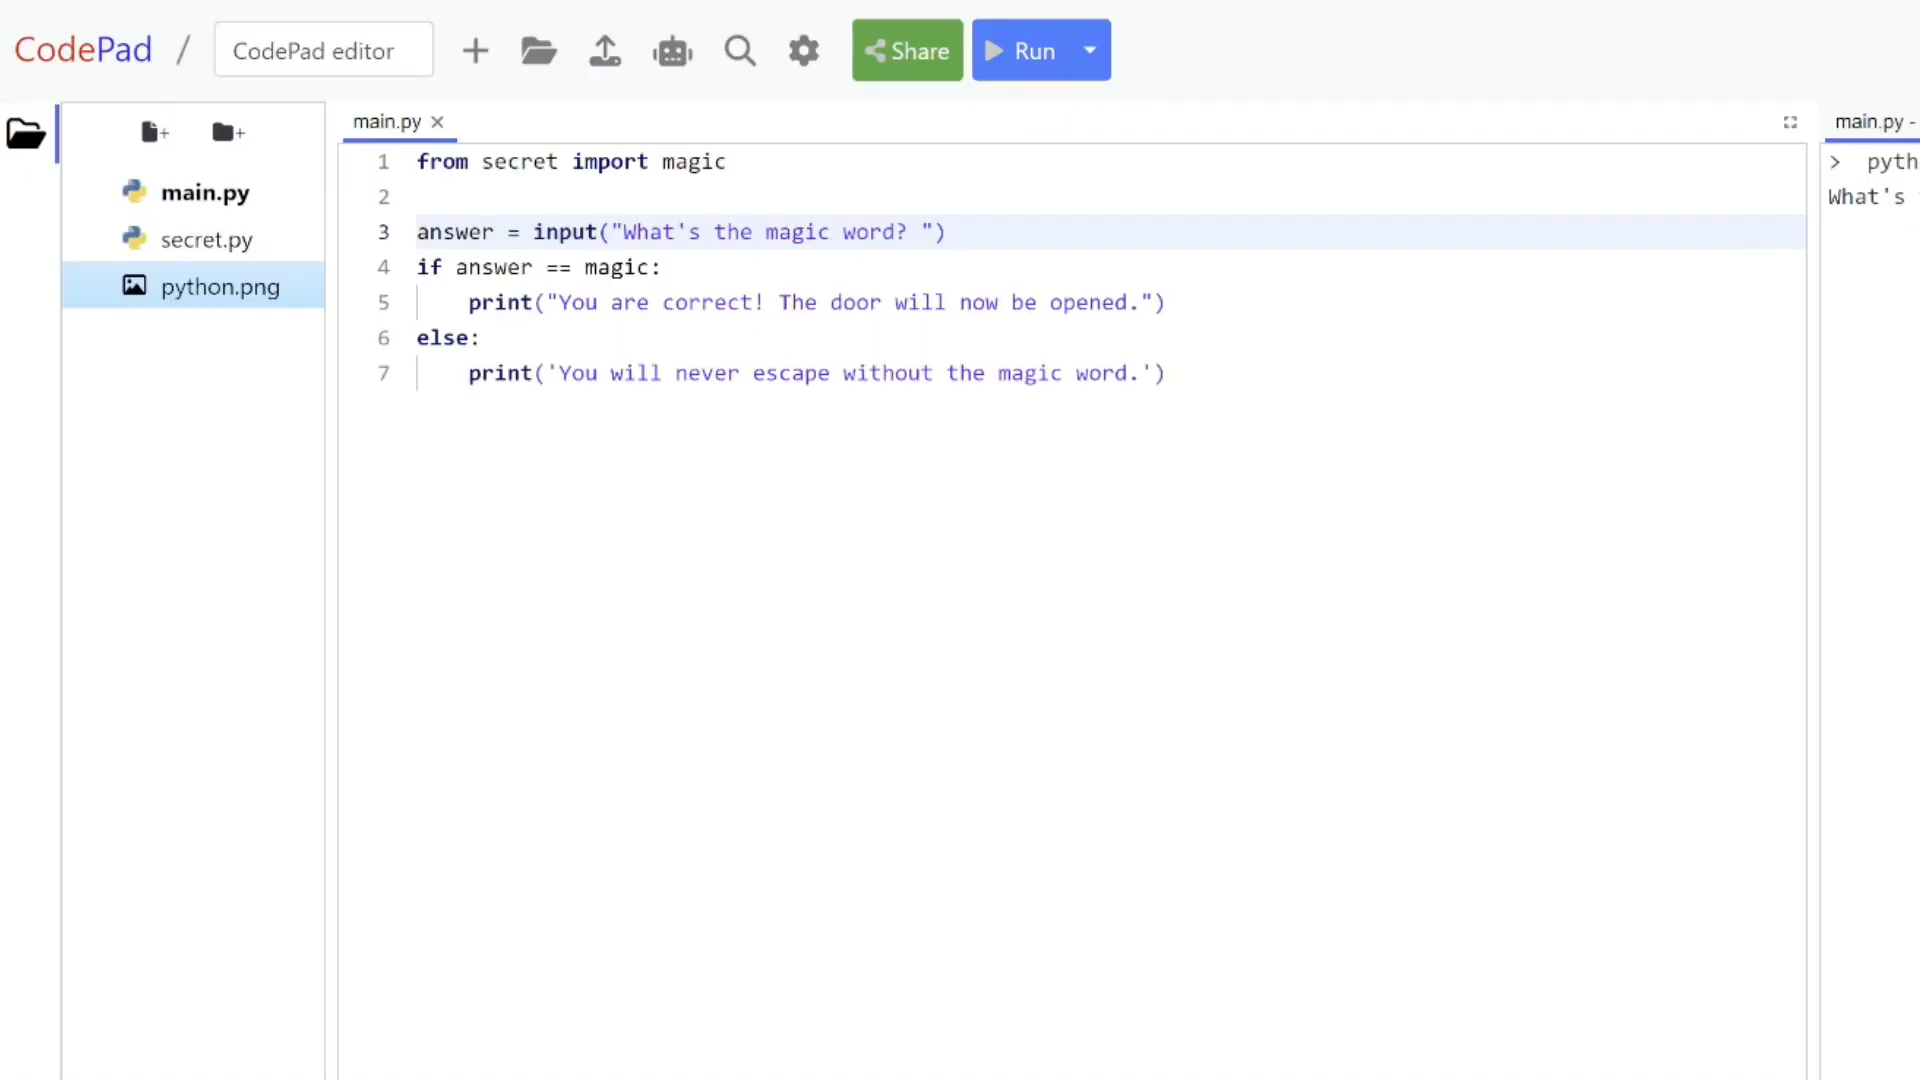 CodePad / CodePad editor Share Run
main.py
secret.py
python.png
main.py
1 from secret import magic
2
3 answer = input("What's the magic word? ")
4 if answer == magic:
5 print("You are correct! The door will now be opened.")
6 else:
7 print('You will never escape without the magic word.')
main.py -
> pyth
What's